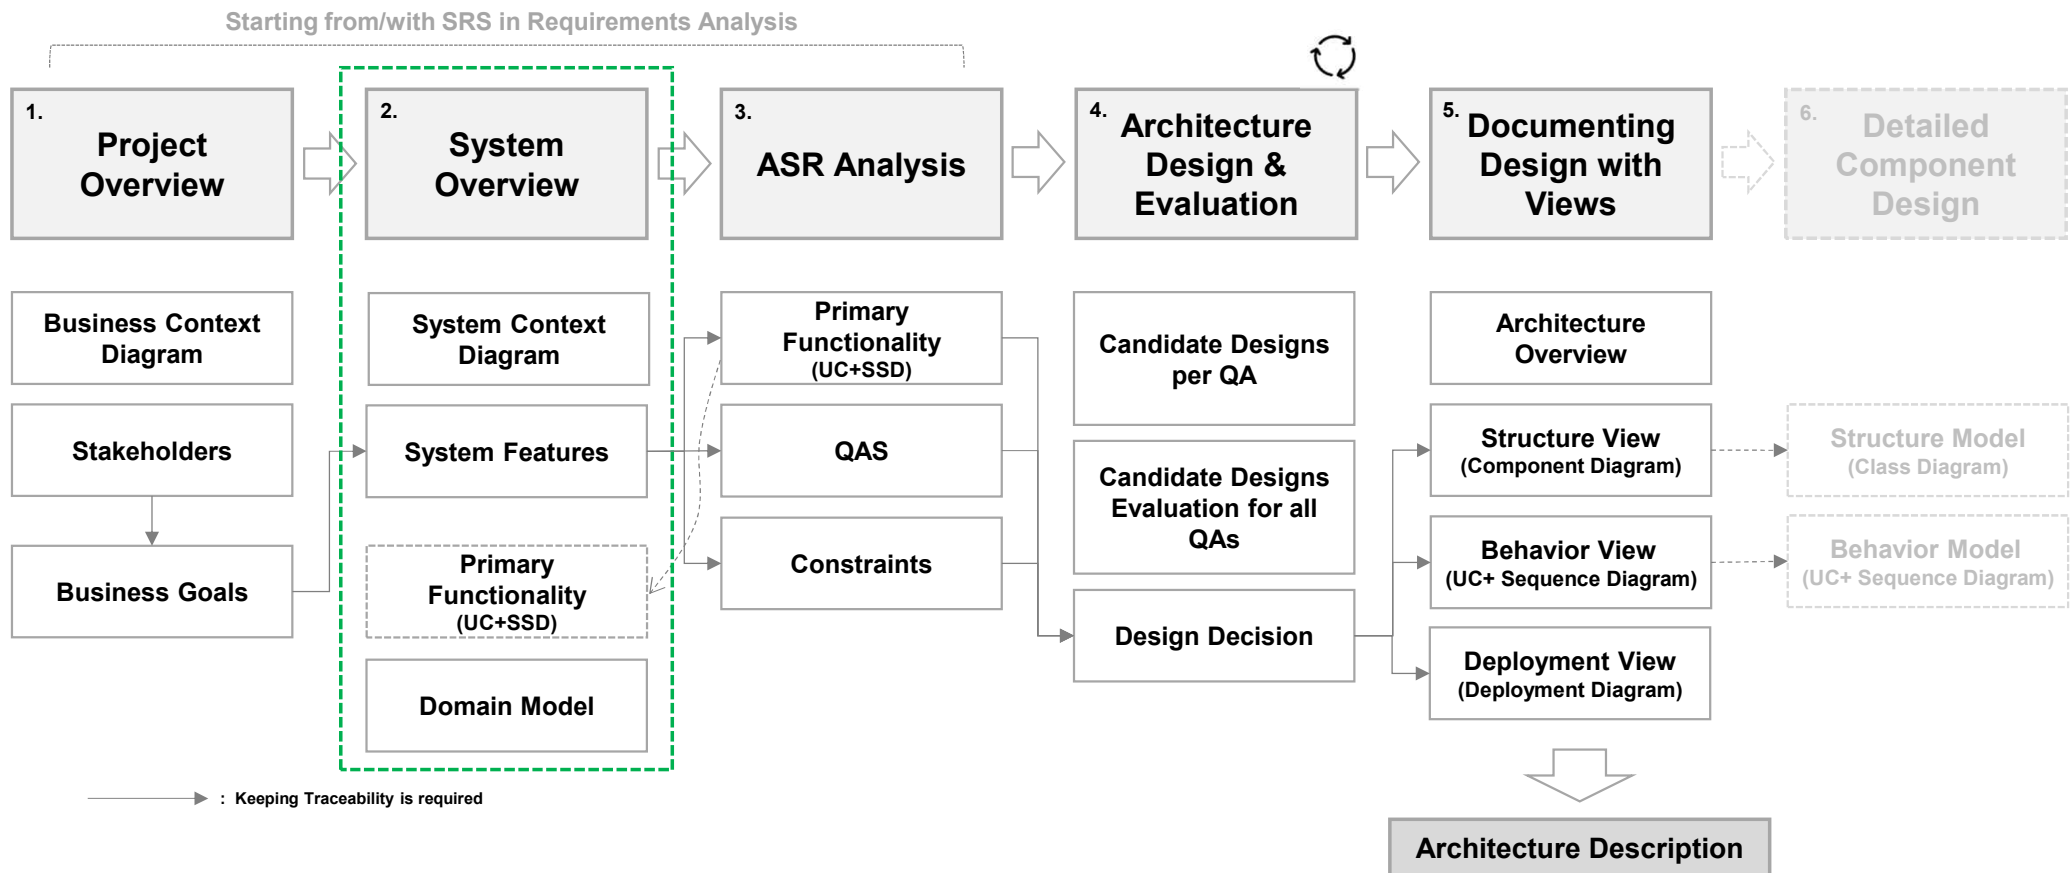 Starting from/with SRS in Requirements Analysis
1.
Project
Overview
2.
System
Overview
3.
ASR Analysis
4.
Architecture
Design &
Evaluation
5.
Documenting
Design with
Views
6.
Detailed
Component
Design
Business Context
Diagram
Stakeholders
Business Goals
System Context
Diagram
System Features
Primary
Functionality
(UC+SSD)
Domain Model
Primary
Functionality
(UC+SSD)
QAS
Constraints
Candidate Designs
per QA
Candidate Designs
Evaluation for all
QAs
Design Decision
Architecture
Overview
Structure View
(Component Diagram)
Behavior View
(UC+ Sequence Diagram)
Deployment View
(Deployment Diagram)
Structure Model
(Class Diagram)
Behavior Model
(UC+ Sequence Diagram)
: Keeping Traceability is required
Architecture Description